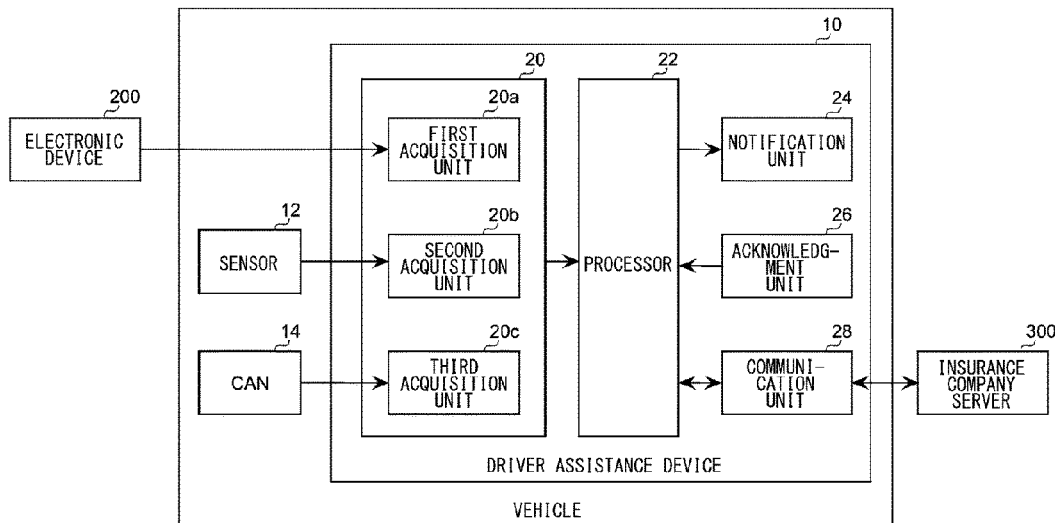 10
20
22
200
20a
24
ELECTRONIC
DEVICE
FIRST
ACQUISITION
UNIT
NOTIFICATION
UNIT
12
20b
26
SENSOR
SECOND
ACQUISITION
UNIT
PROCESSOR
ACKNOWLEDG-
MENT
UNIT
14
20c
28
300
CAN
THIRD
ACQUISITION
UNIT
COMMUNI-
CATION
UNIT
INSURANCE
COMPANY
SERVER
DRIVER ASSISTANCE DEVICE
VEHICLE